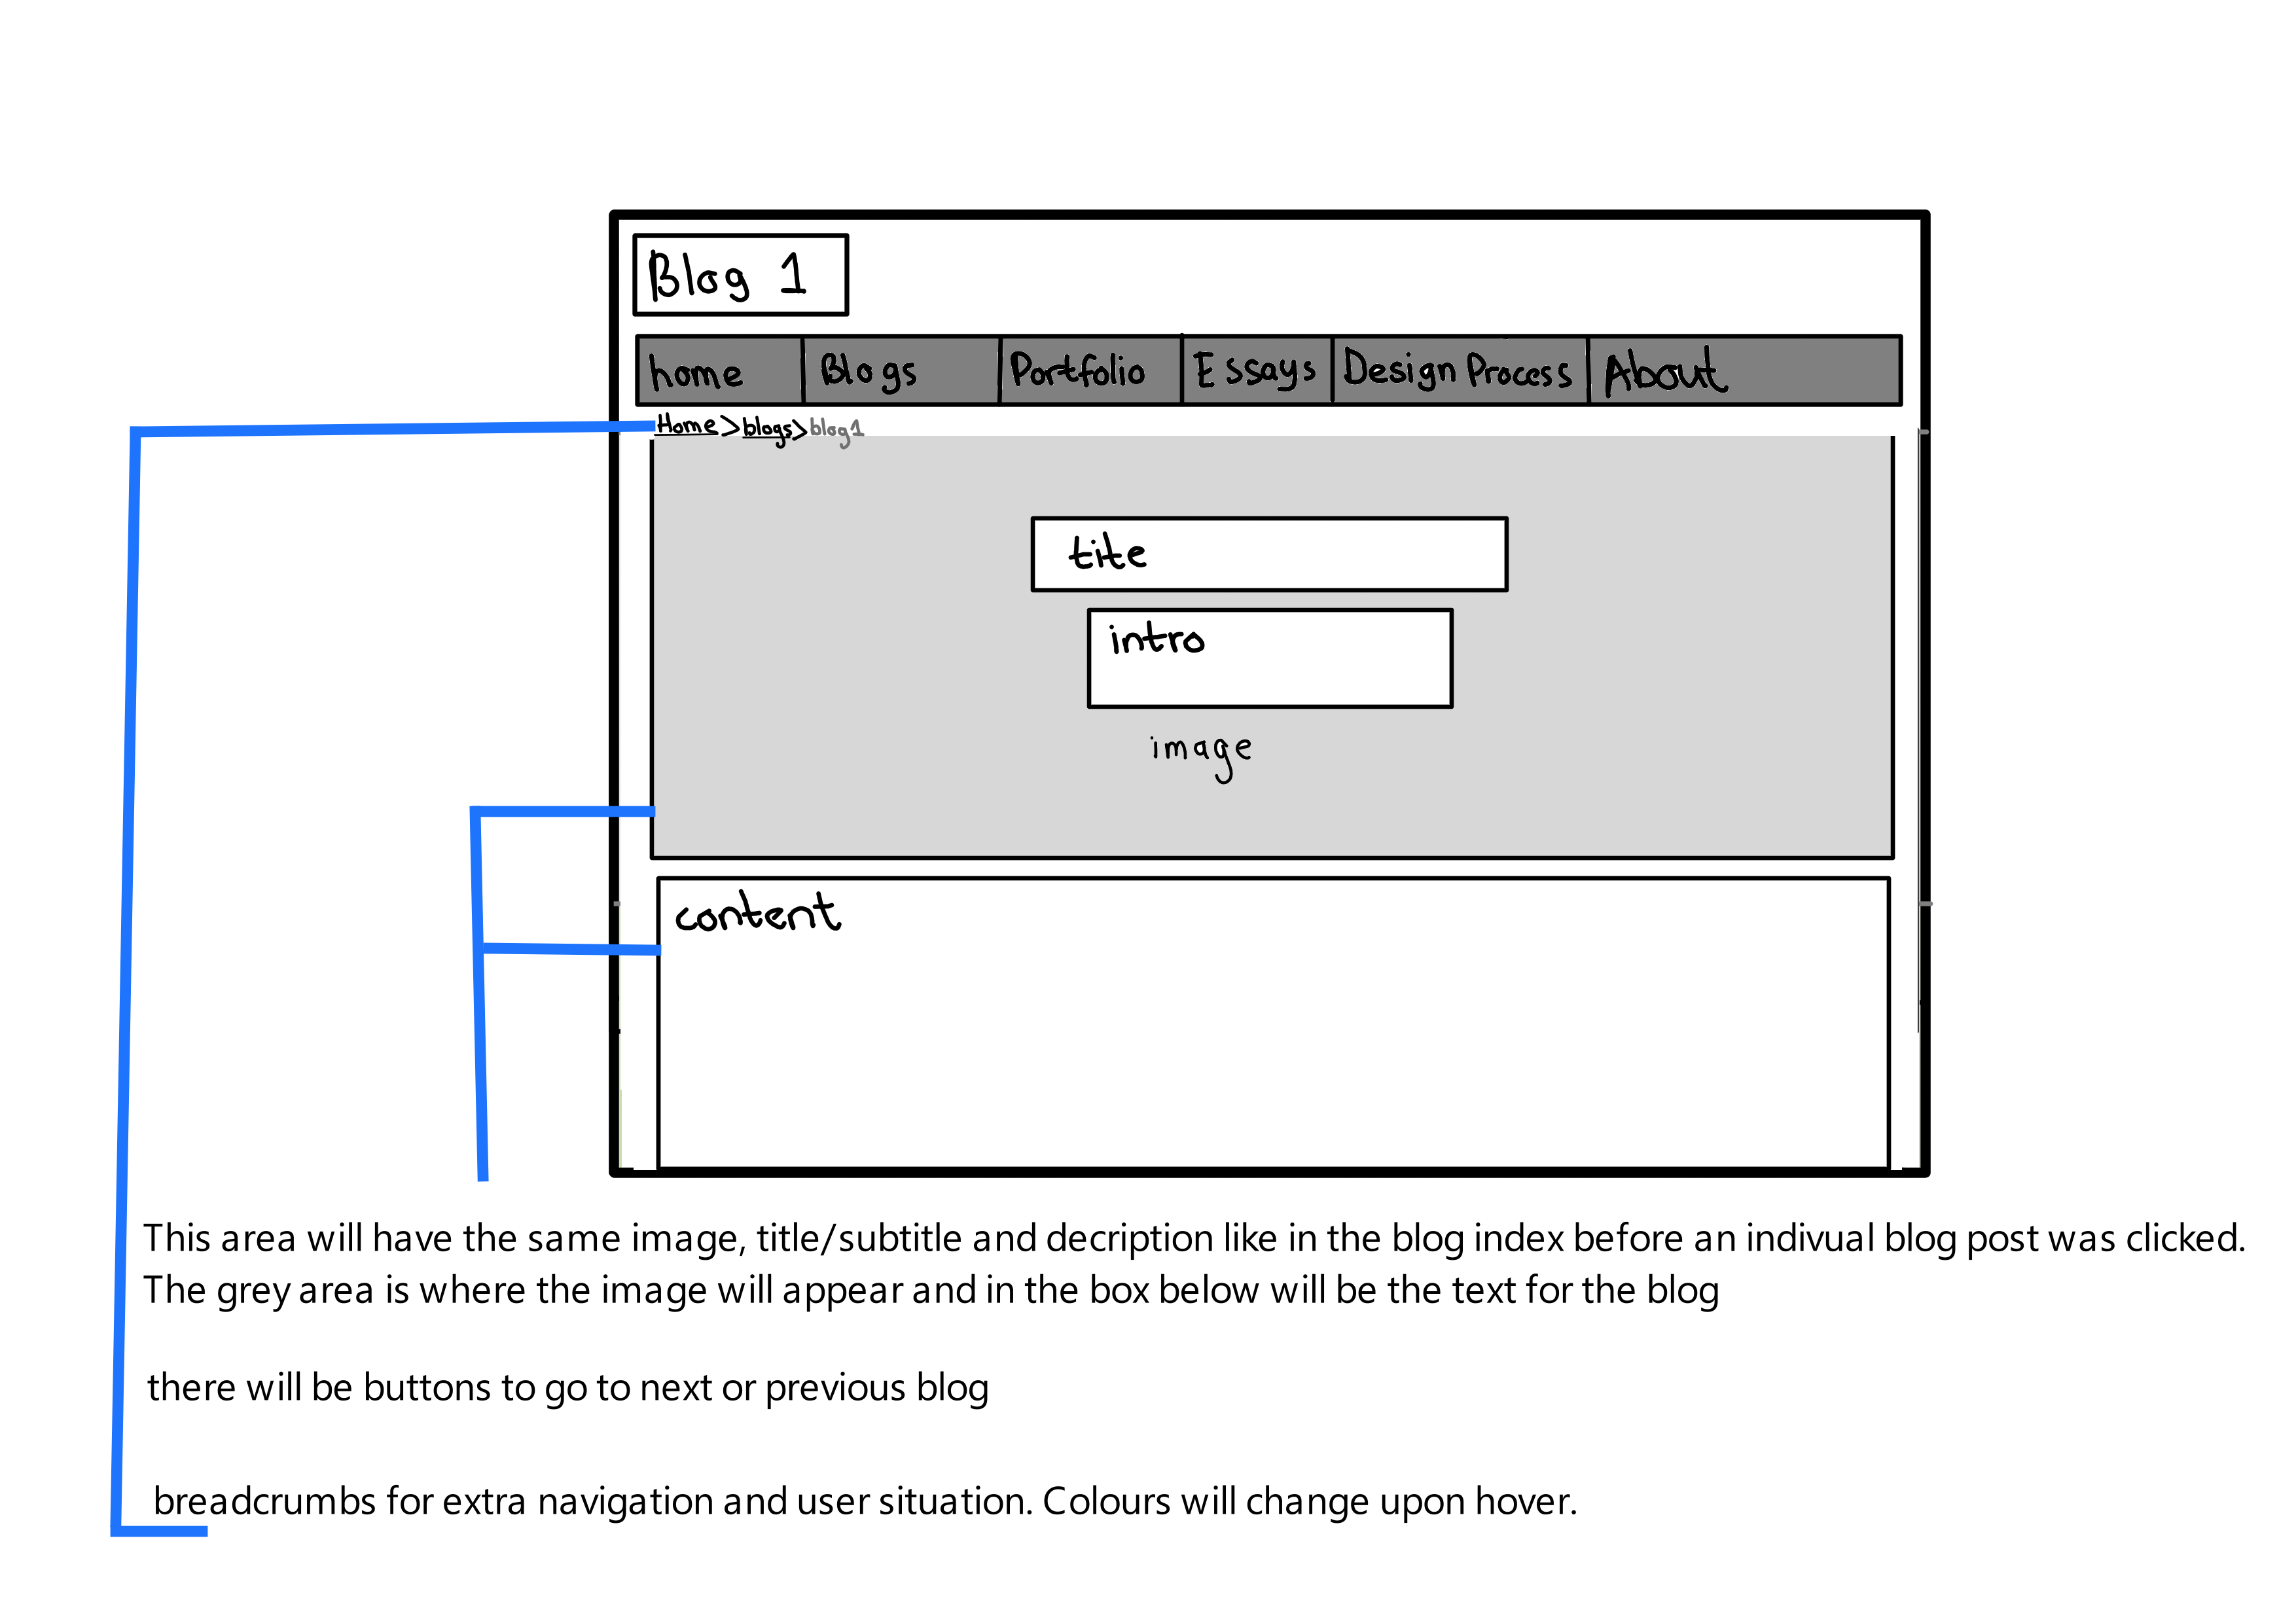 Blog 1
home Blogs Portfolio Essays Design Process About
Home>blogs>blog1
title
intro
image
content
This area will have the same image, title/subtitle and decription like in the blog index before an indivual blog post was clicked.
The grey area is where the image will appear and in the box below will be the text for the blog
there will be buttons to go to next or previous blog
breadcrumbs for extra navigation and user situation. Colours will change upon hover.